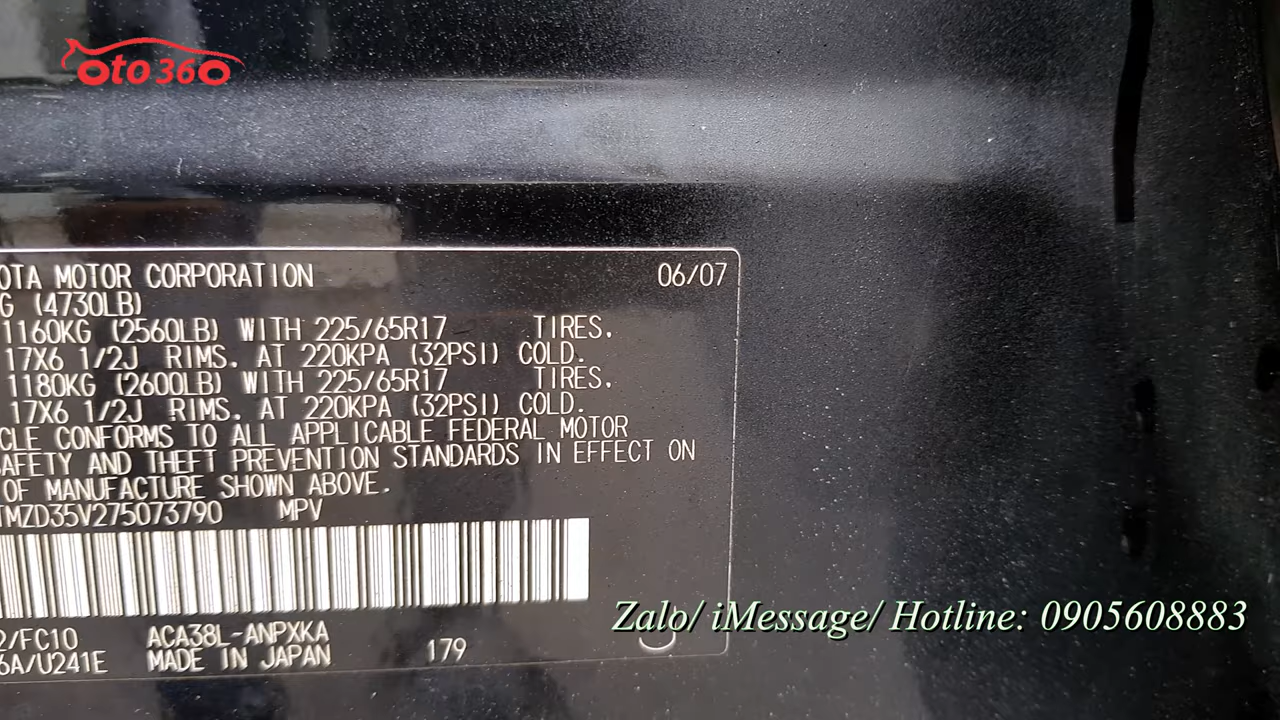 oto 360
OTA MOTOR CORPORATION 06/07
G (4730LB)
1160KG (2560LB) WITH 225/65R17 TIRES.
17X6 1/2J RIMS. AT 220KPA (32PSI) COLD.
1180KG (2600LB) WITH 225/65R17 TIRES.
17X6 1/2J RIMS. AT 220KPA (32PSI) COLD.
CLE CONFORMS TO ALL APPLICABLE FEDERAL MOTOR
SAFETY AND THEFT PREVENTION STANDARDS IN EFFECT ON
OF MANUFACTURE SHOWN ABOVE.
TMZD35V275073790 MPV
2/FC10 ACA38L-ANPXKA
6A/U241E MADE IN JAPAN 179
Zalo/ iMessage/ Hotline: 0905608883